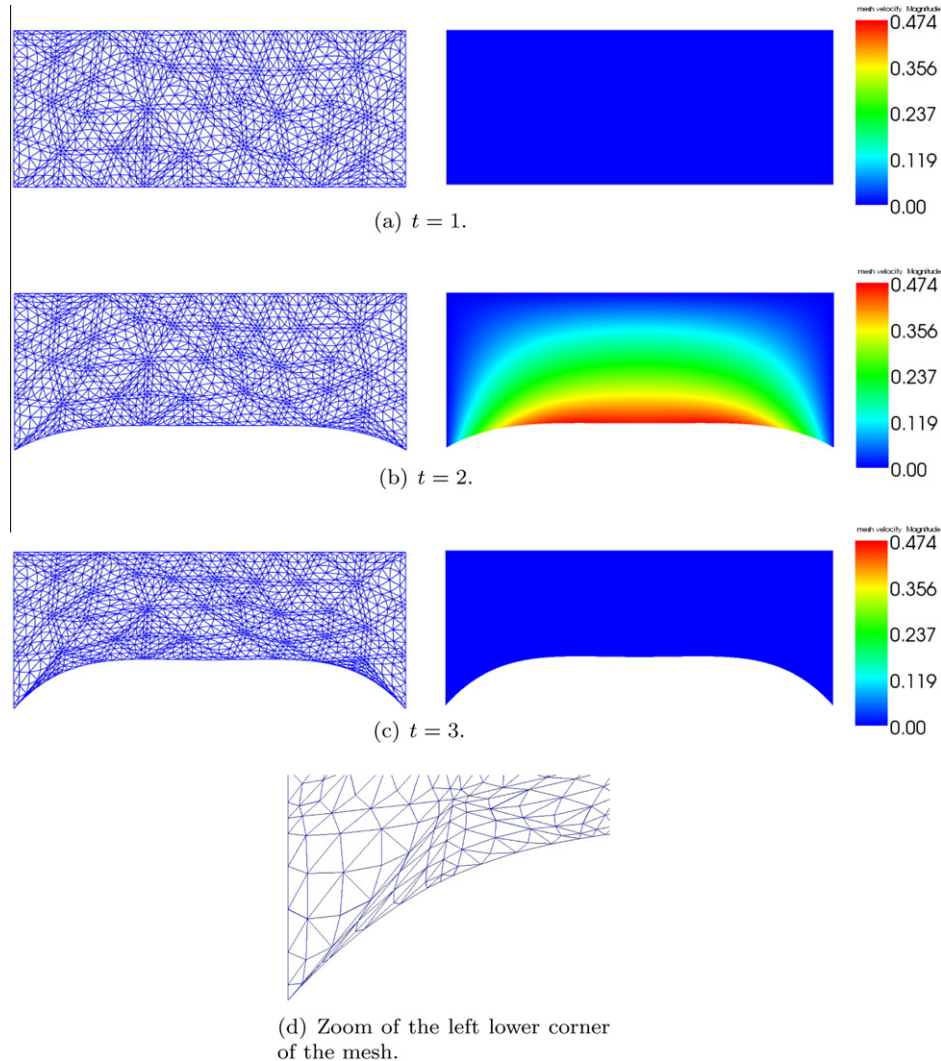 mesh velocity Magnitude
0.474
0.356
0.237
0.119
0.00
(a) t = 1.
mesh velocity Magnitude
0.474
0.356
0.237
0.119
0.00
(b) t = 2.
mesh velocity Magnitude
0.474
0.356
0.237
0.119
0.00
(c) t = 3.
(d) Zoom of the left lower corner
of the mesh.